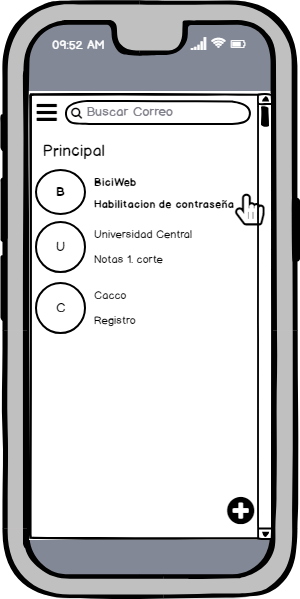 09:52 AM
Buscar Correo
Principal
B
BiciWeb
Habilitacion de contraseña
U
Universidad Central
Notas 1. corte
C
Cacco
Registro